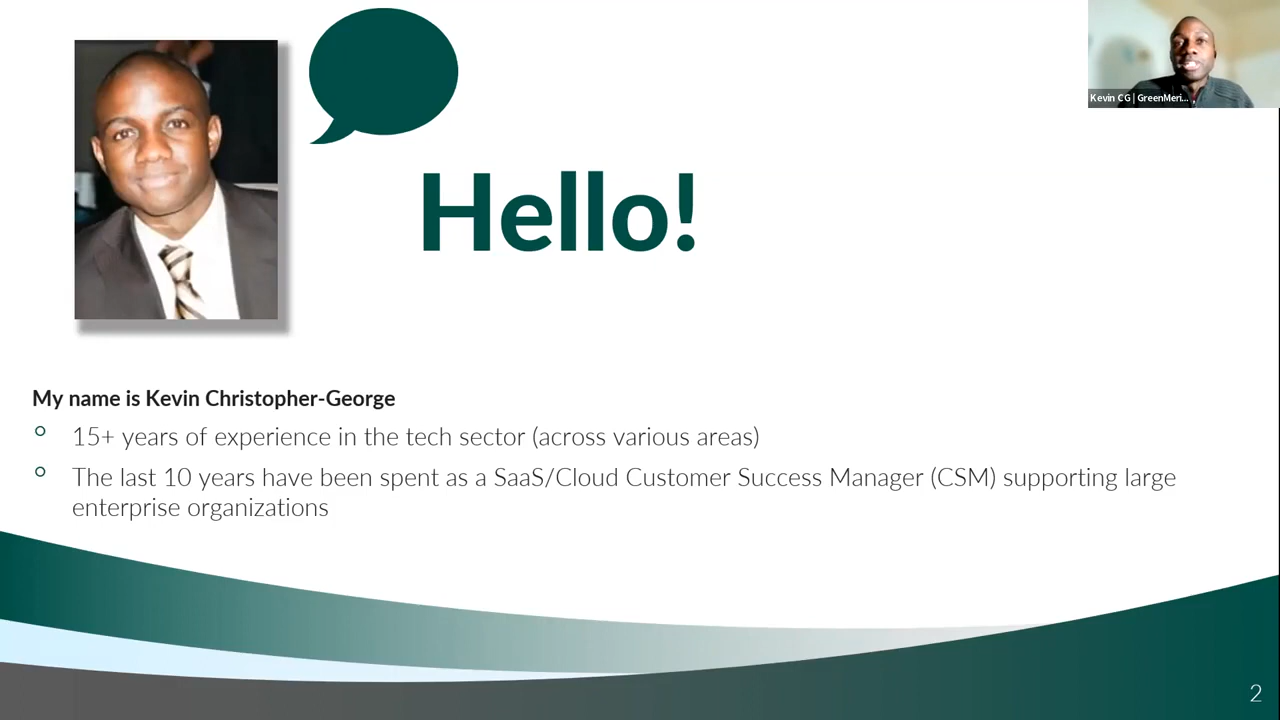 Kevin CG | GreenMeri...
Hello!
My name is Kevin Christopher-George
15+ years of experience in the tech sector (across various areas)
The last 10 years have been spent as a SaaS/Cloud Customer Success Manager (CSM) supporting large
enterprise organizations
2